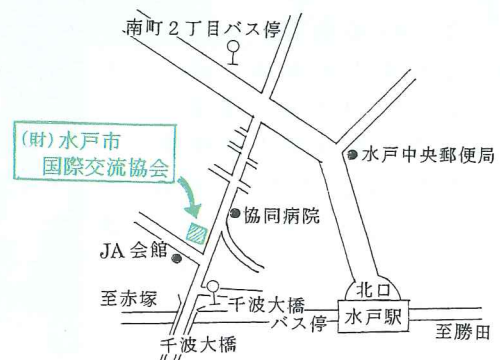 南町２丁目バス停
(財)水戸市
国際交流協会
水戸中央郵便局
協同病院
JA会館
北口
至赤塚
千波大橋
バス停
水戸駅
至勝田
千波大橋